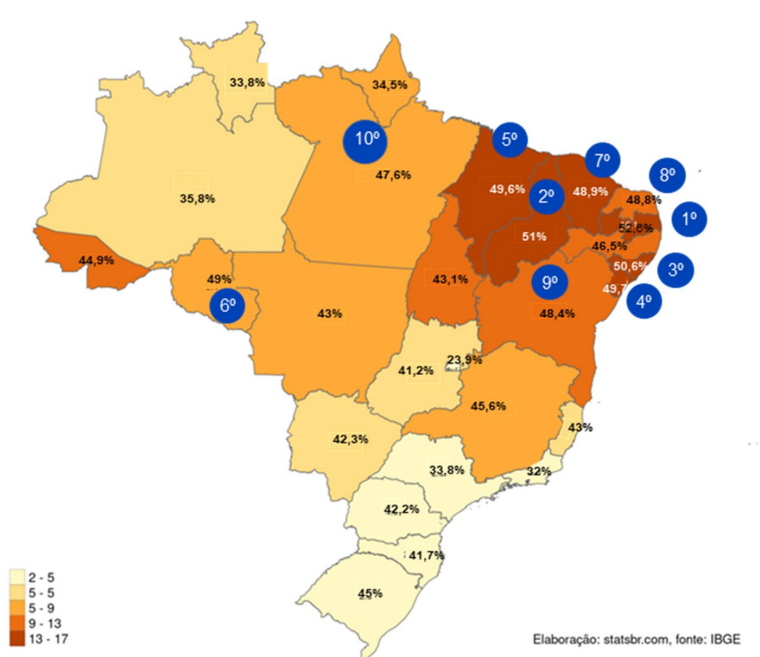 33,8%
34,5%
10º
5º
7º
8º
47,6%
49,6%
2º
48,9%
48,8%
35,8%
1º
52,6%
51%
46,5%
44,9%
49%
43,1%
9º
50,6%
3º
6º
49,7
4º
43%
48,4%
23,9%
41,2%
45,6%
42,3%
43%
33,8%
32%
42,2%
41,7%
45%
2 - 5
5 - 5
5 - 9
9 - 13
13 - 17
Elaboração: statsbr.com, fonte: IBGE